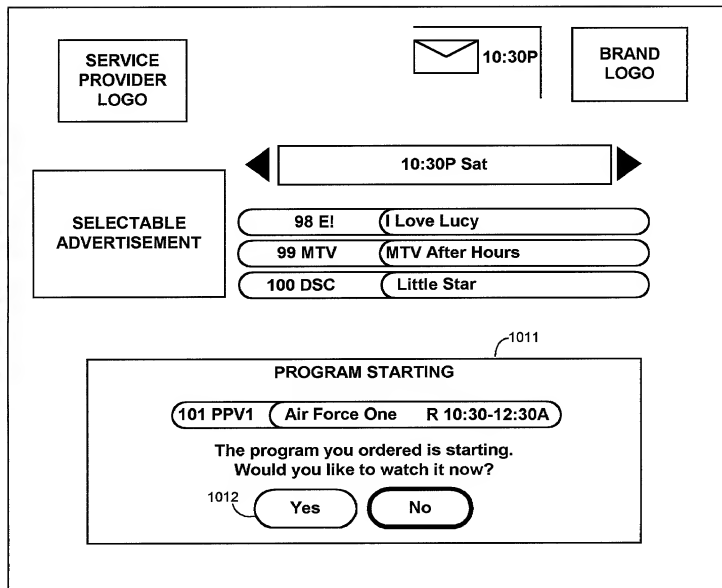 SERVICE
PROVIDER
LOGO
10:30P
BRAND
LOGO
10:30P Sat
SELECTABLE
ADVERTISEMENT
98 E! I Love Lucy
99 MTV MTV After Hours
100 DSC Little Star
1011
PROGRAM STARTING
101 PPV1 Air Force One R 10:30-12:30A
The program you ordered is starting.
Would you like to watch it now?
1012
Yes No